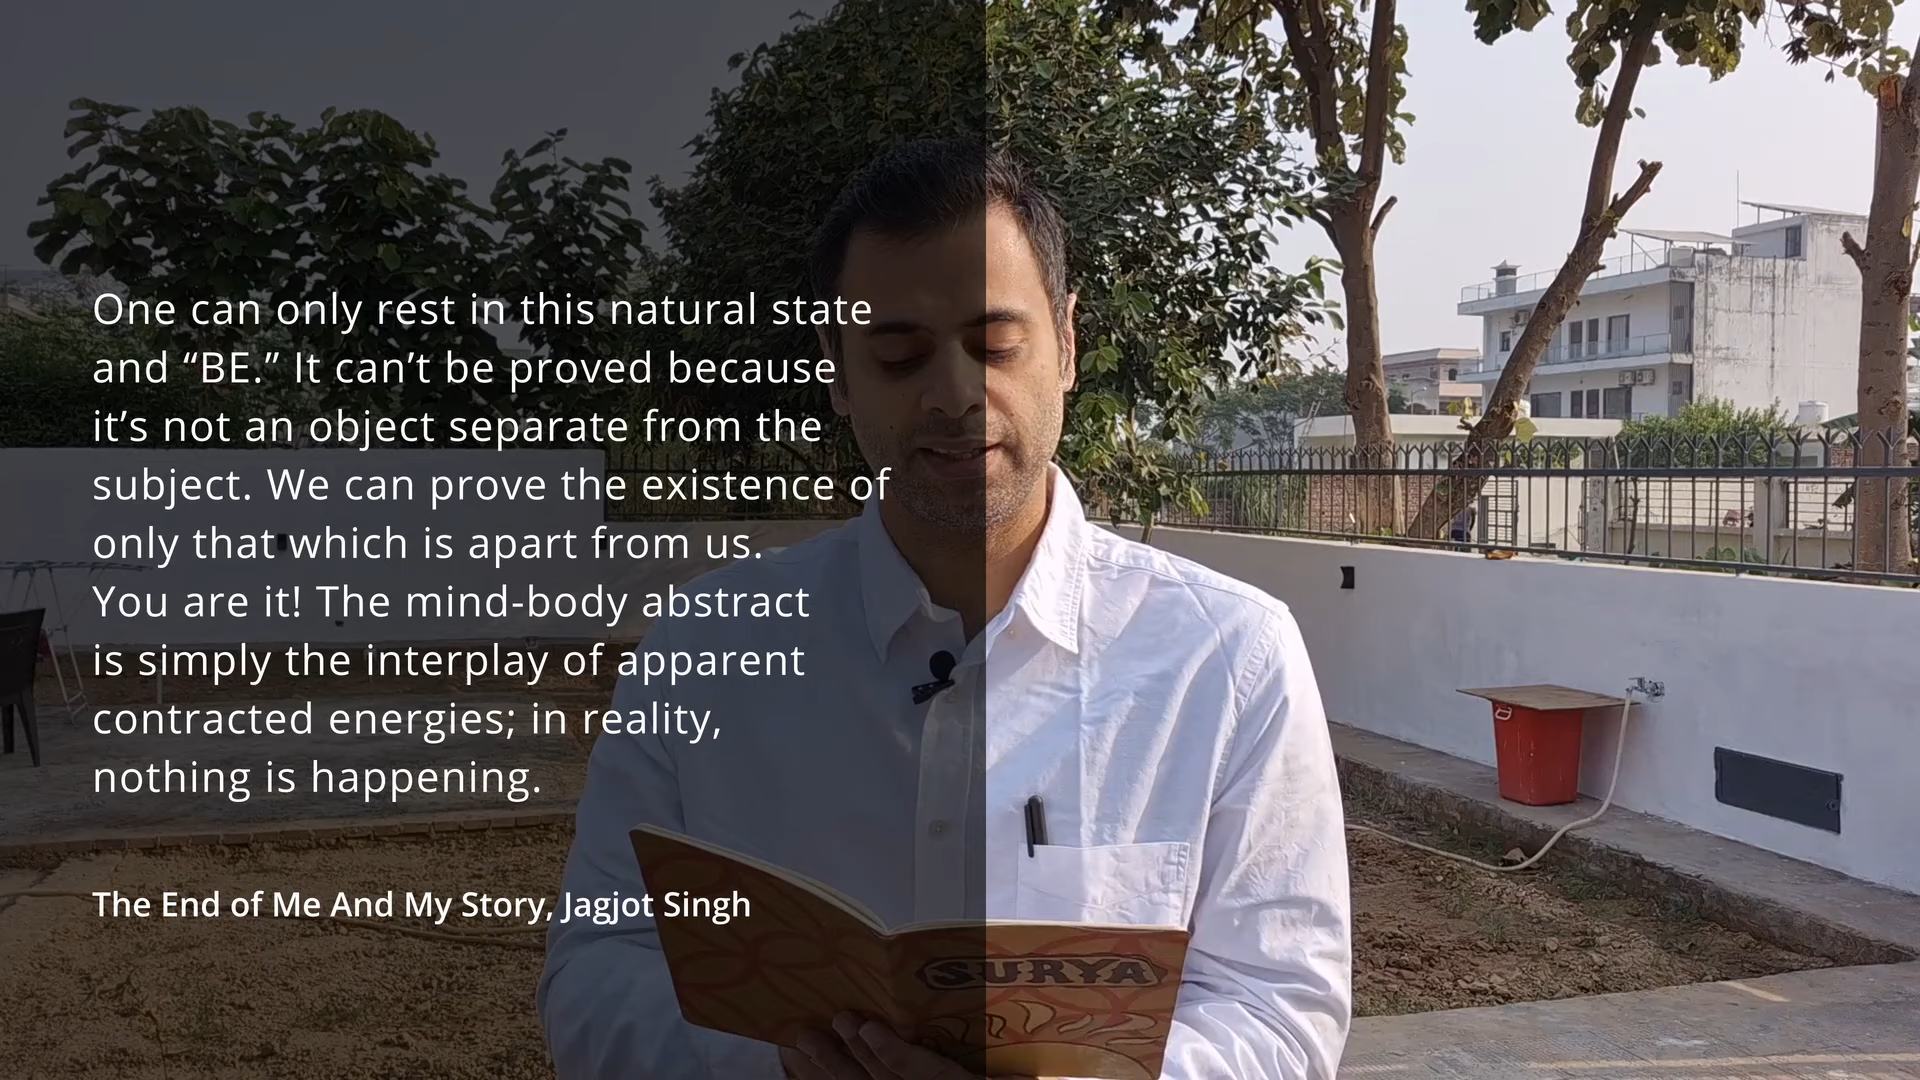 One can only rest in this natural state
and “BE.” It can’t be proved because
it’s not an object separate from the
subject. We can prove the existence of
only that which is apart from us.
You are it! The mind-body abstract
is simply the interplay of apparent
contracted energies; in reality,
nothing is happening.
The End of Me And My Story, Jagjot Singh
SURYA